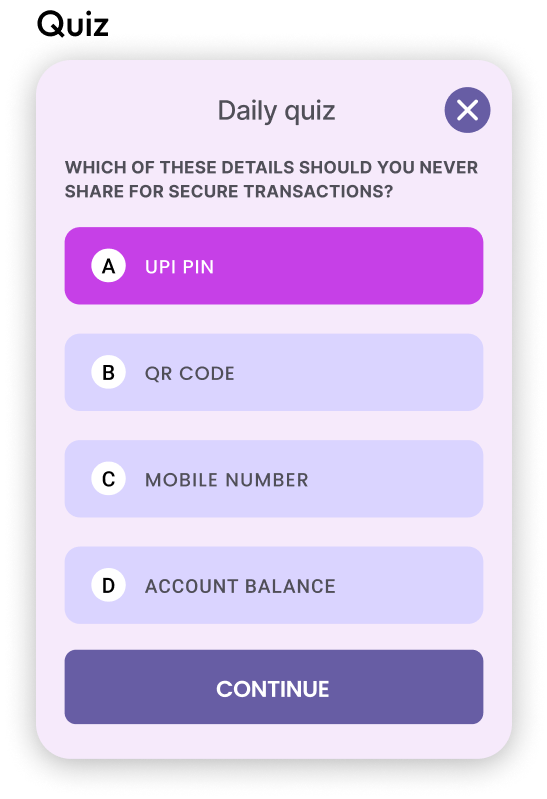 Quiz
Daily quiz
WHICH OF THESE DETAILS SHOULD YOU NEVER
SHARE FOR SECURE TRANSACTIONS?
A UPI PIN
B QR CODE
C MOBILE NUMBER
D ACCOUNT BALANCE
CONTINUE